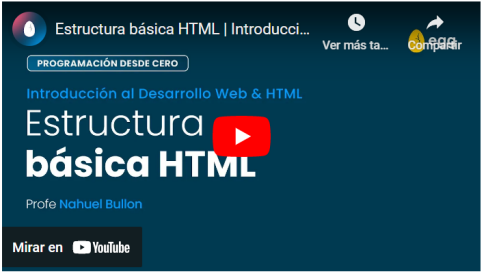 Estructura básica HTML | Introducci...
Ver más ta...
Compartir
egg
PROGRAMACIÓN DESDE CERO
Introducción al Desarrollo Web & HTML
Estructura
básica HTML
Profe Nahuel Bullon
Mirar en YouTube